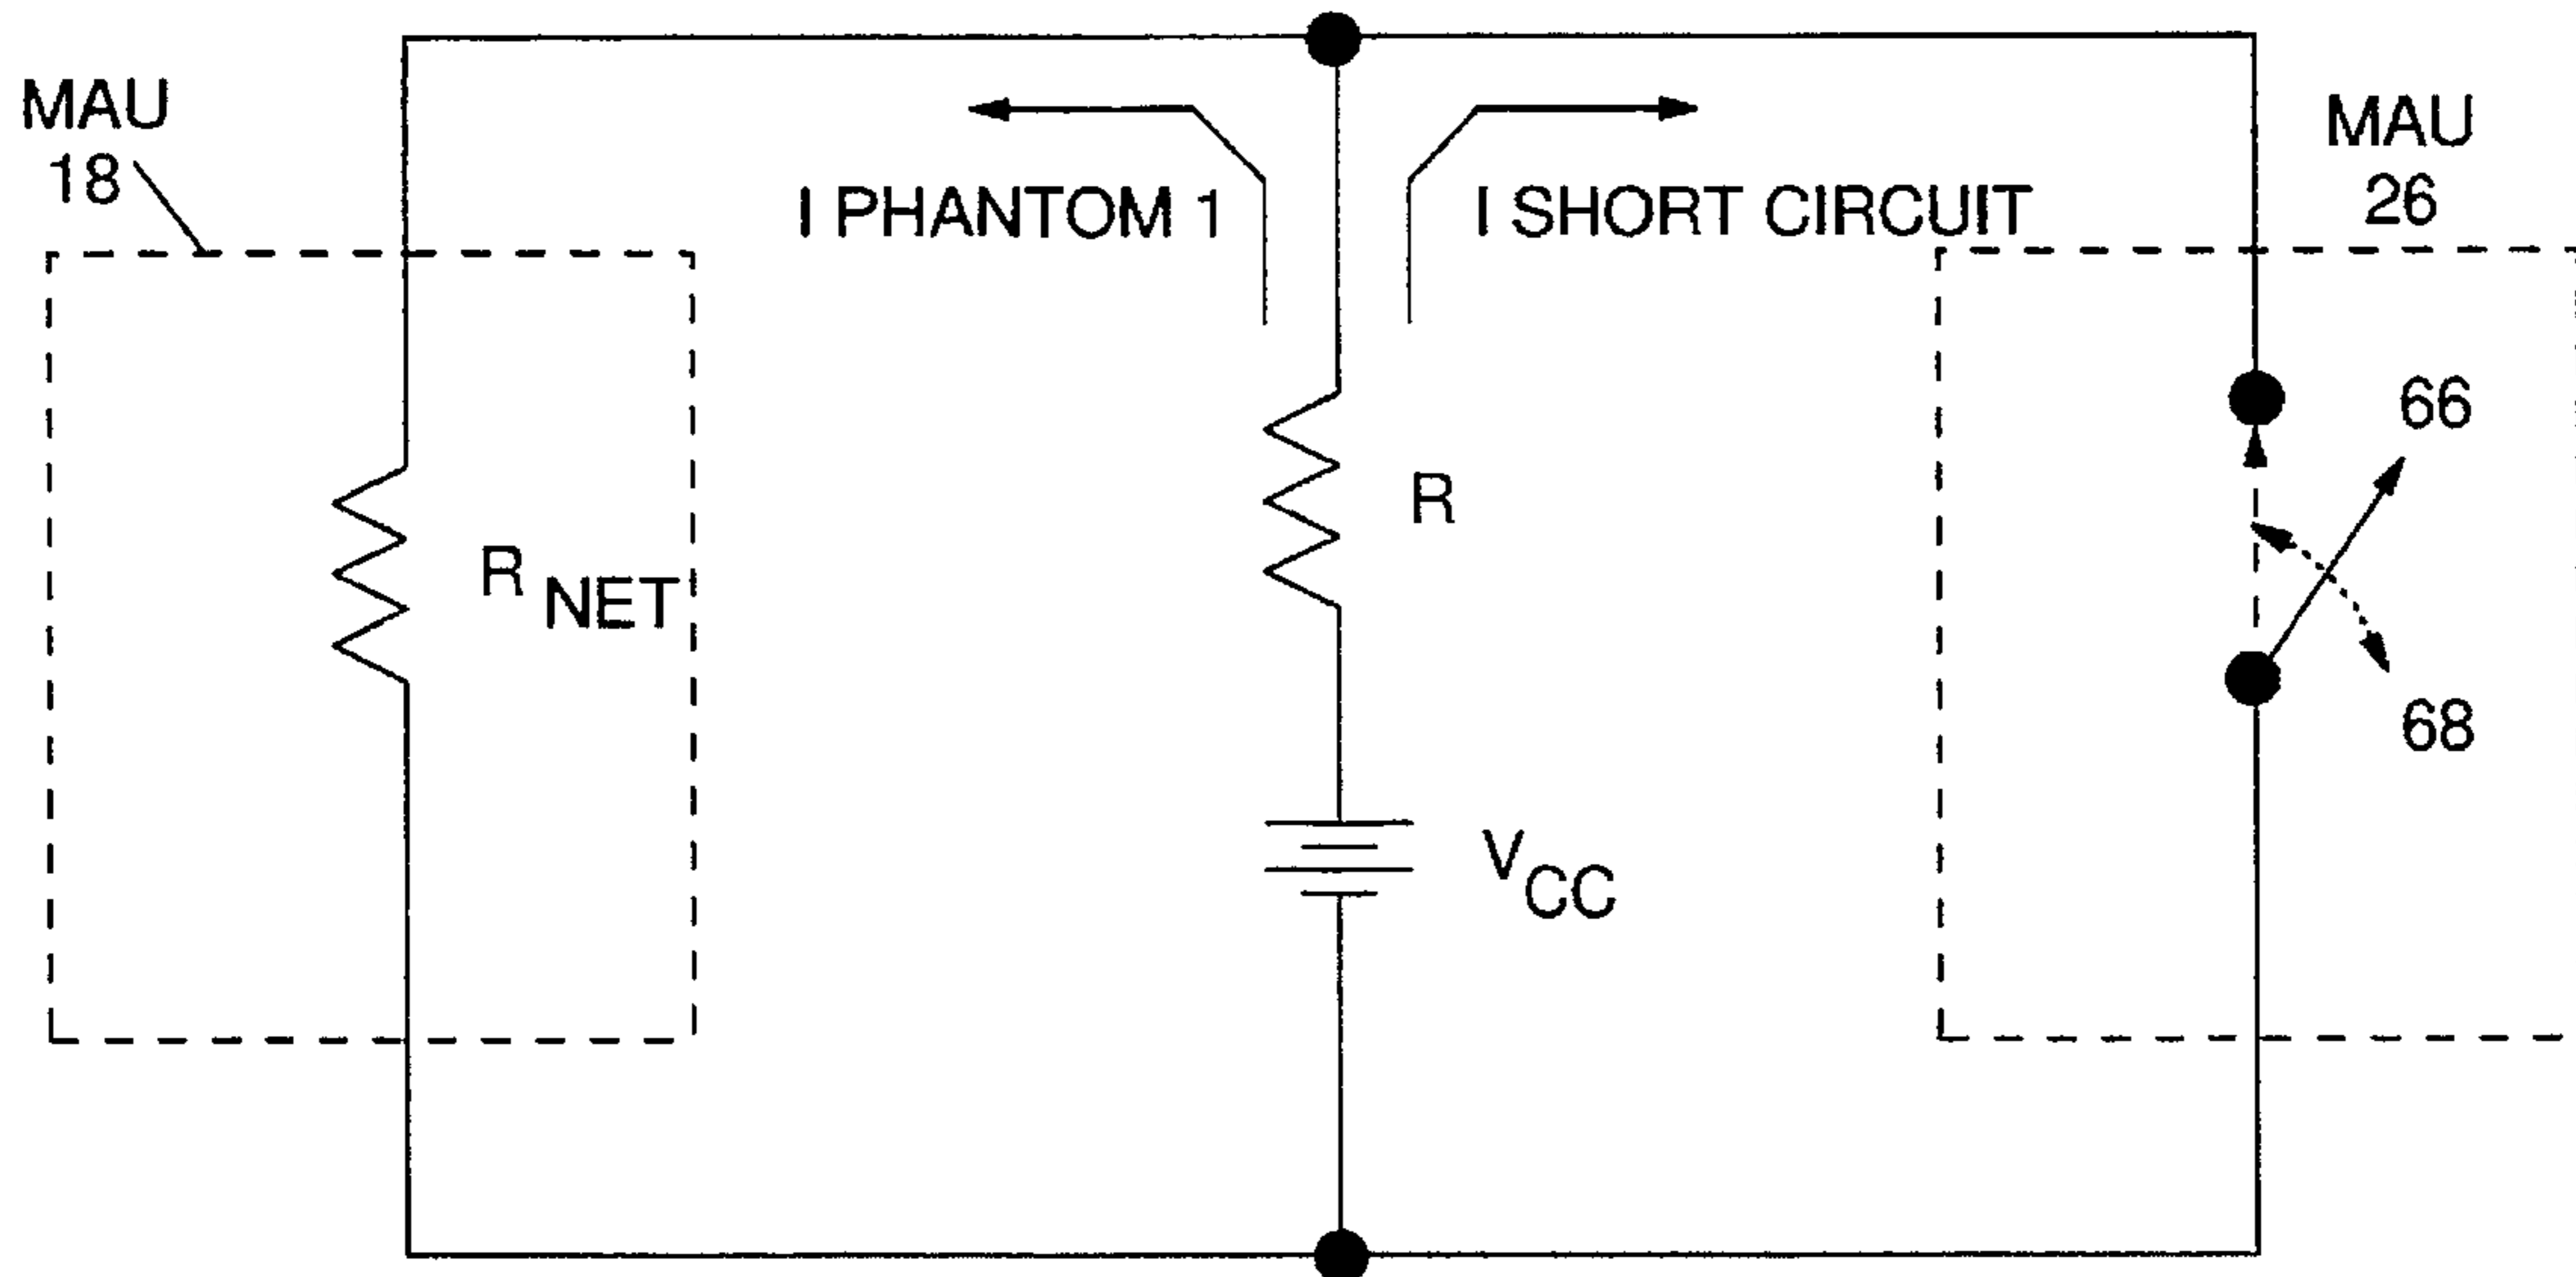 MAU
18
I PHANTOM 1
I SHORT CIRCUIT
MAU
26
66
R
R NET
68
VCC